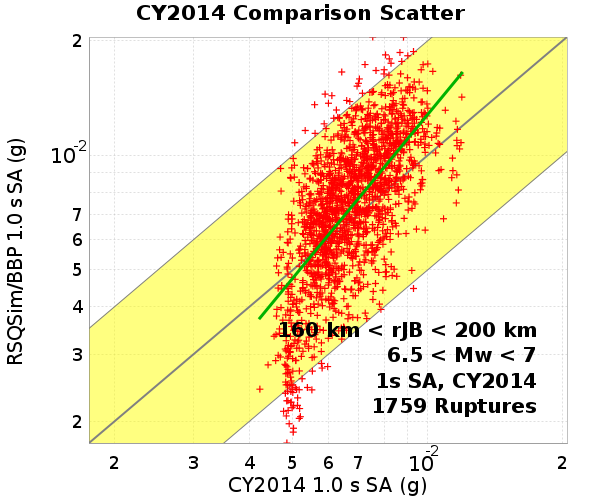 CY2014 Comparison Scatter
RSQSim/BBP 1.0 s SA (g)
2
10-2
7
6
5
4
3
2
160 km < rJB < 200 km
6.5 < Mw < 7
1s SA, CY2014
1759 Ruptures
2 3 4 5 6 7 10-2 2
CY2014 1.0 s SA (g)